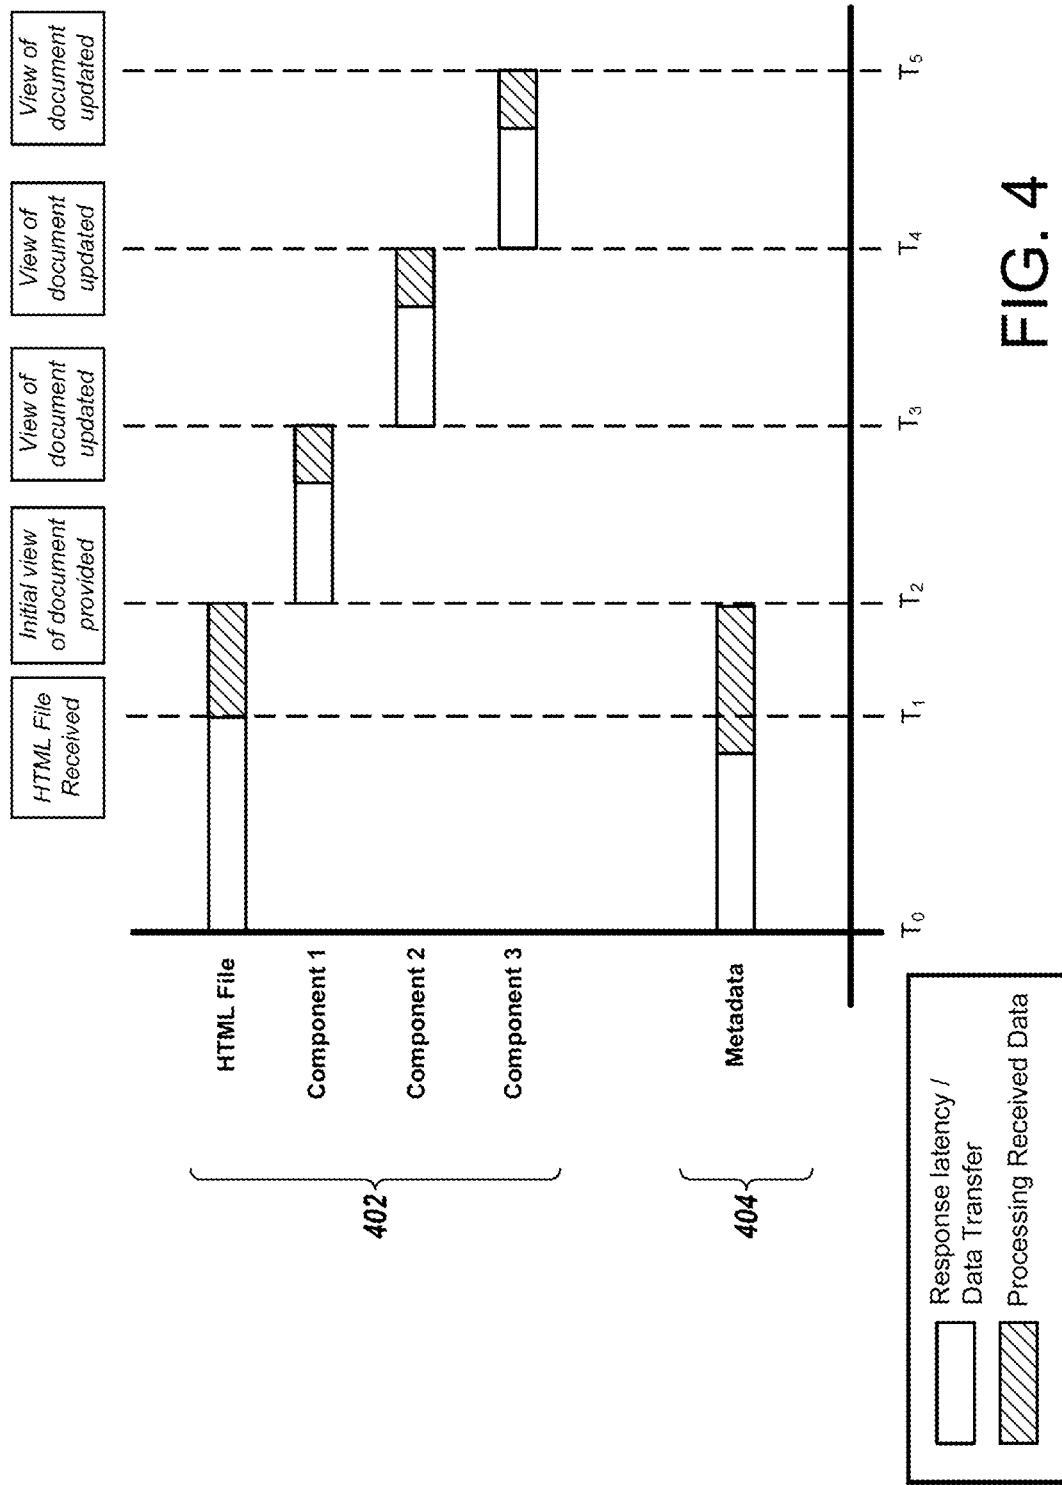 HTML File
Received
Initial view
of document
provided
View of
document
updated
View of
document
updated
View of
document
updated
HTML File
Component 1
Component 2
Component 3
Metadata
402
404
T0
T1
T2
T3
T4
T5
Response latency /
Data Transfer
Processing Received Data
FIG. 4